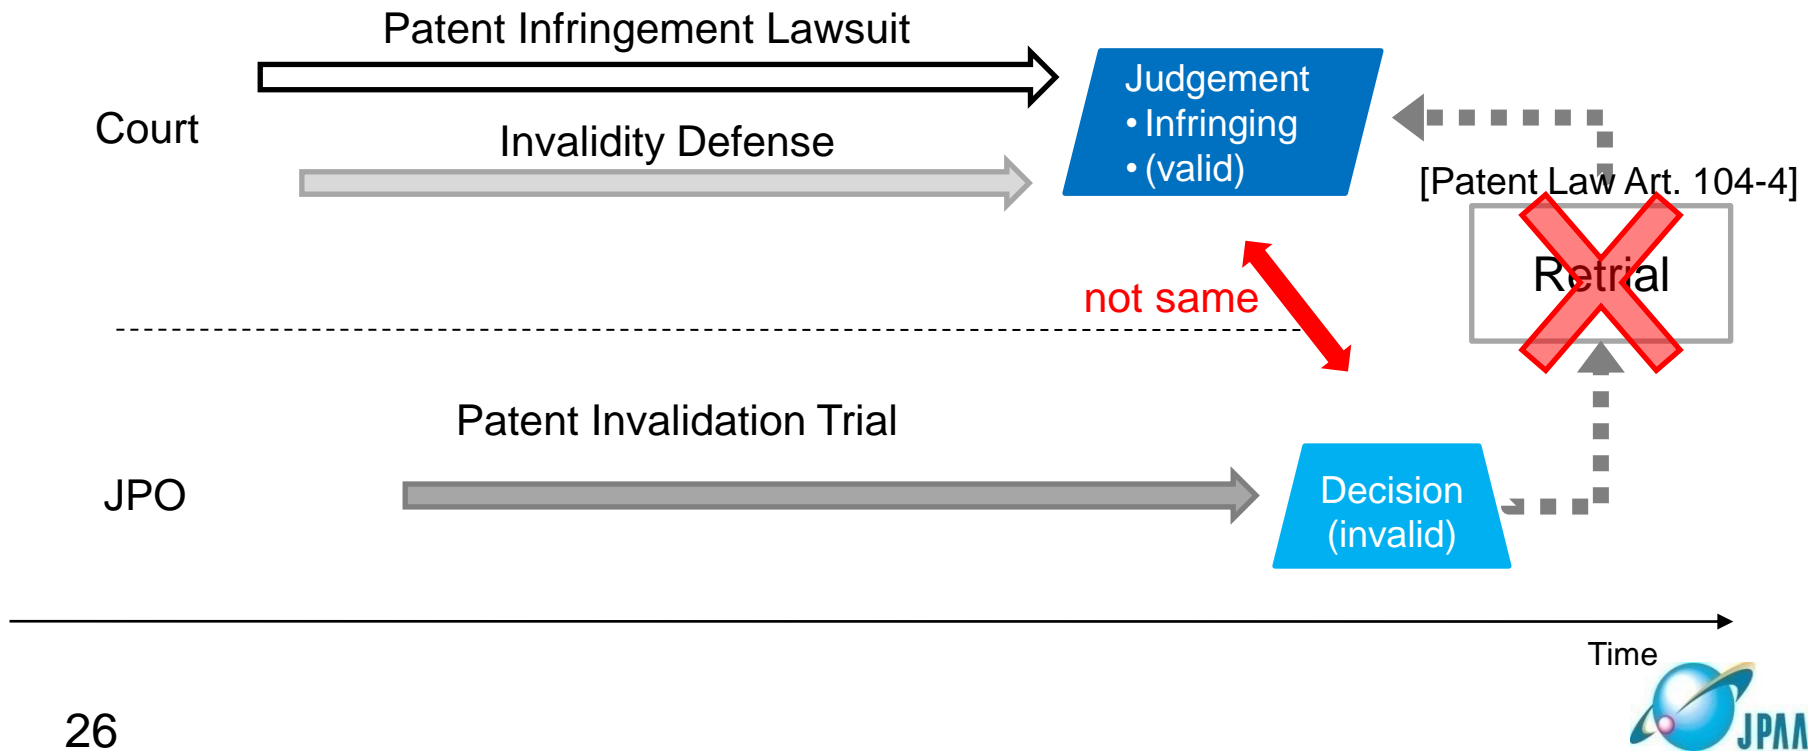 Patent Infringement Lawsuit
Court
Invalidity Defense
Judgement
• Infringing
• (valid)
[Patent Law Art. 104-4]
Retrial
not same
Patent Invalidation Trial
JPO
Decision
(invalid)
Time
26
JPAA